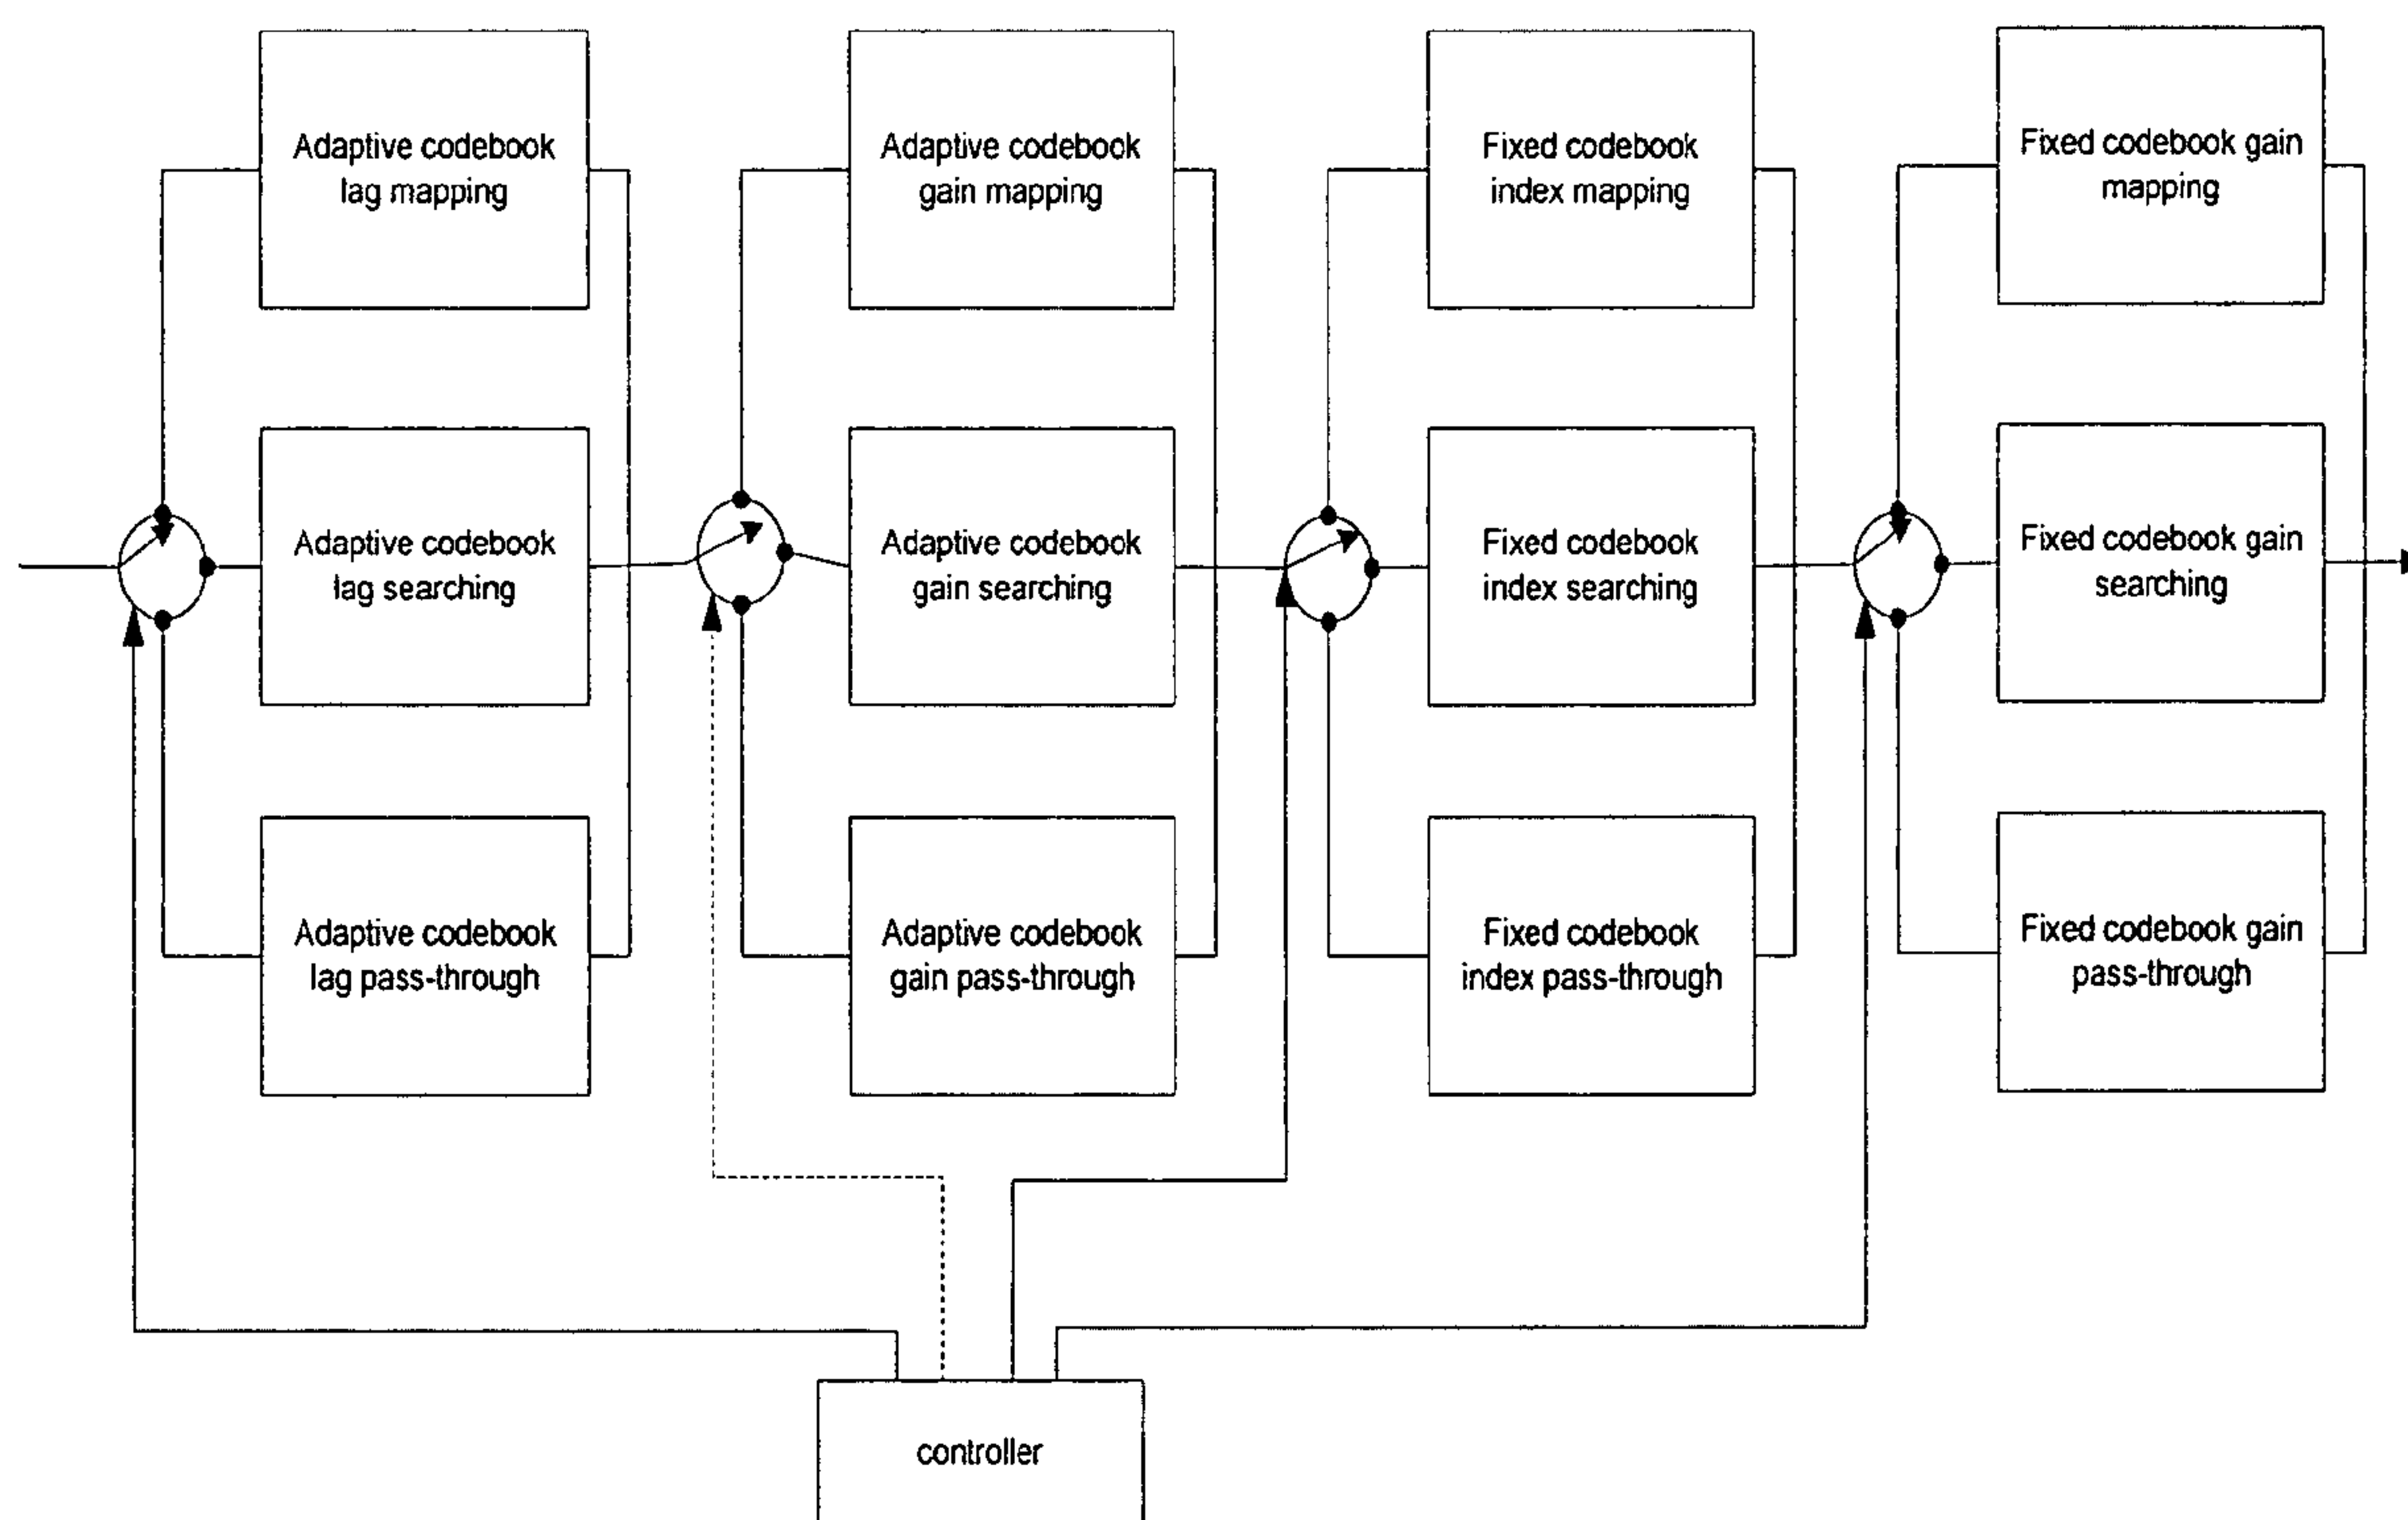 Adaptive codebook
lag mapping
Adaptive codebook
gain mapping
Fixed codebook
index mapping
Fixed codebook gain
mapping
Adaptive codebook
lag searching
Adaptive codebook
gain searching
Fixed codebook
index searching
Fixed codebook gain
searching
Adaptive codebook
lag pass-through
Adaptive codebook
gain pass-through
Fixed codebook
index pass-through
Fixed codebook gain
pass-through
controller